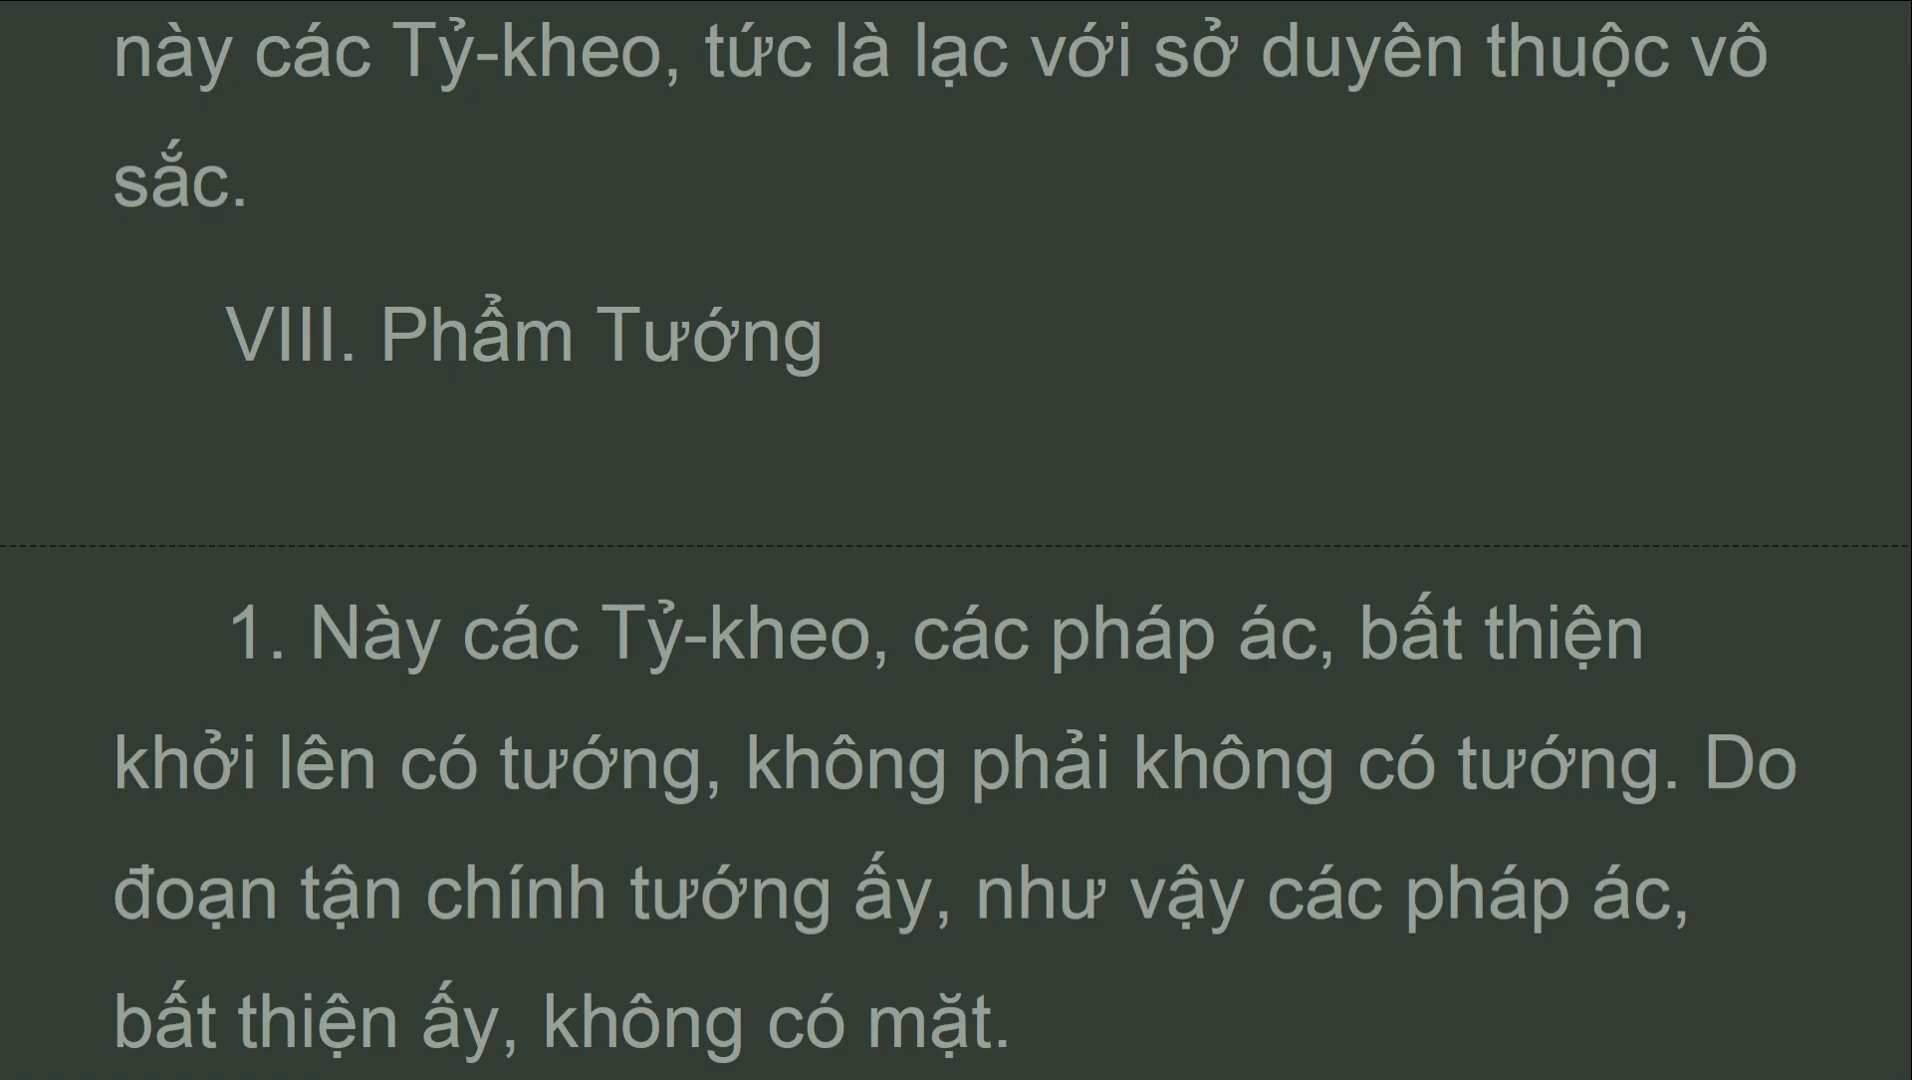 này các Tỷ-kheo, tức là lạc với sở duyên thuộc vô
sắc.
VIII. Phẩm Tướng
1. Này các Tỷ-kheo, các pháp ác, bất thiện
khởi lên có tướng, không phải không có tướng. Do
đoạn tận chính tướng ấy, như vậy các pháp ác,
bất thiện ấy, không có mặt.